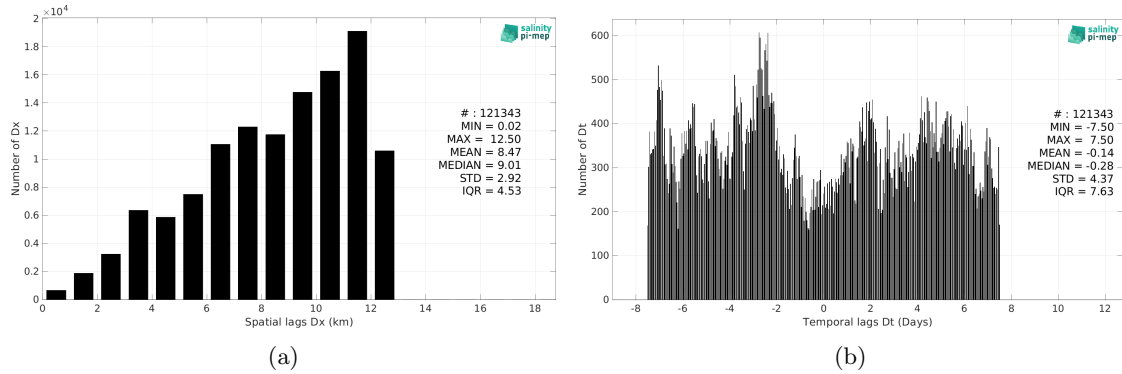 2 ×10⁴
1.8
1.6
1.4
1.2
1
0.8
0.6
0.4
0.2
0
Number of Dx
0 2 4 6 8 10 12 14 16 18
Spatial lags Dx (km)
salinity
pi-mep
# : 121343
MIN = 0.02
MAX = 12.50
MEAN = 8.47
MEDIAN = 9.01
STD = 2.92
IQR = 4.53
(a)
600
500
400
300
200
100
0
Number of Dt
-8 -6 -4 -2 0 2 4 6 8 10 12
Temporal lags Dt (Days)
salinity
pi-mep
# : 121343
MIN = -7.50
MAX = 7.50
MEAN = -0.14
MEDIAN = -0.28
STD = 4.37
IQR = 7.63
(b)